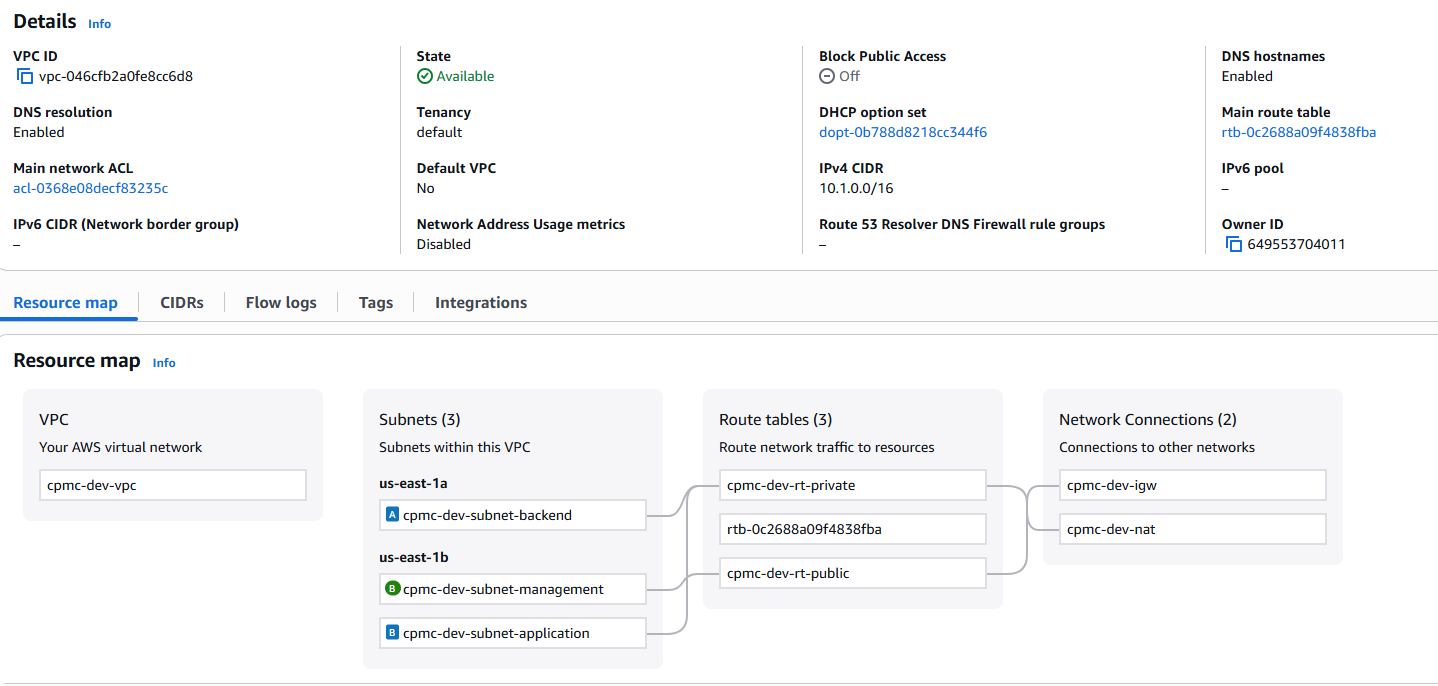 Details Info
VPC ID
vpc-046cfb2a0fe8cc6d8
State
Available
Block Public Access
Off
DNS hostnames
Enabled
DNS resolution
Enabled
Tenancy
default
DHCP option set
dopt-0b788d8218cc344f6
Main route table
rtb-0c2688a09f4838fba
Main network ACL
acl-0368e08decf83235c
Default VPC
No
IPv4 CIDR
10.1.0.0/16
IPv6 pool
–
IPv6 CIDR (Network border group)
–
Network Address Usage metrics
Disabled
Route 53 Resolver DNS Firewall rule groups
–
Owner ID
649553704011
Resource map
CIDRs
Flow logs
Tags
Integrations
Resource map Info
VPC
Your AWS virtual network
cpmc-dev-vpc
Subnets (3)
Subnets within this VPC
us-east-1a
A cpmc-dev-subnet-backend
us-east-1b
B cpmc-dev-subnet-management
B cpmc-dev-subnet-application
Route tables (3)
Route network traffic to resources
cpmc-dev-rt-private
rtb-0c2688a09f4838fba
cpmc-dev-rt-public
Network Connections (2)
Connections to other networks
cpmc-dev-igw
cpmc-dev-nat